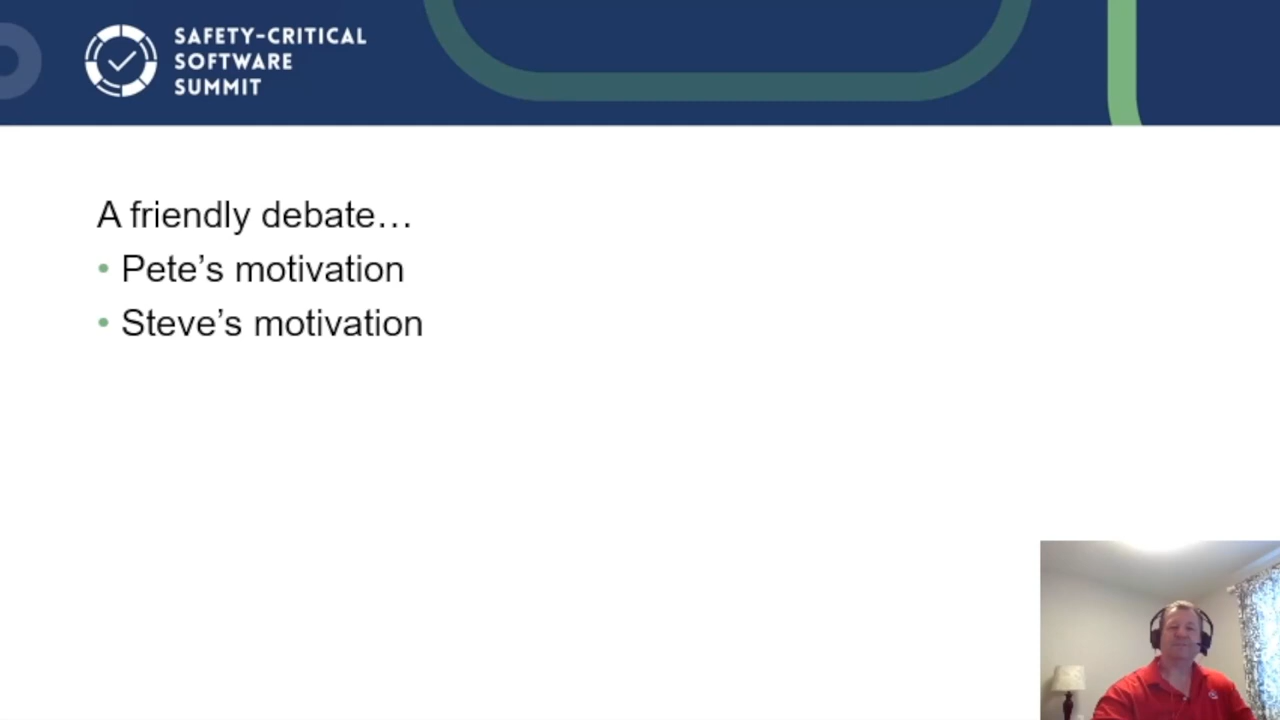 SAFETY-CRITICAL
SOFTWARE
SUMMIT
A friendly debate…
• Pete’s motivation
• Steve’s motivation